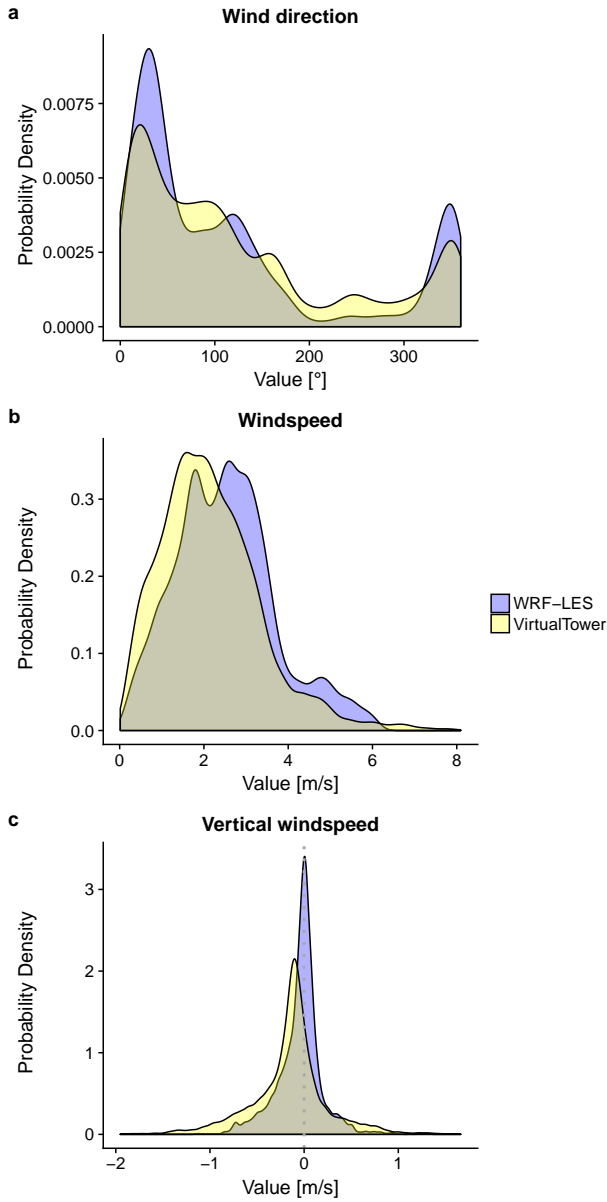 a
Wind direction
Probability Density
0.0075
0.0050
0.0025
0.0000
0 100 200 300
Value [°]
b
Windspeed
Probability Density
0.3
0.2
0.1
0.0
0 2 4 6 8
Value [m/s]
WRF−LES
VirtualTower
c
Vertical windspeed
Probability Density
3
2
1
0
−2 −1 0 1
Value [m/s]